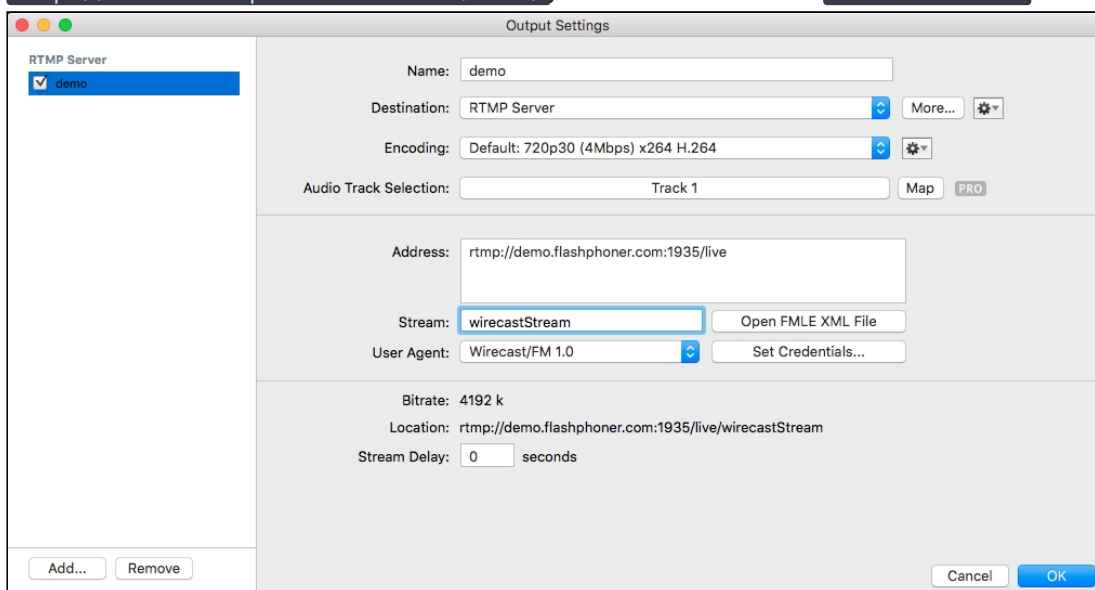 Output Settings
RTMP Server
demo
Name: demo
Destination: RTMP Server More...
Encoding: Default: 720p30 (4Mbps) x264 H.264
Audio Track Selection: Track 1 Map PRO
Address: rtmp://demo.flashphoner.com:1935/live
Stream: wirecastStream Open FMLE XML File
User Agent: Wirecast/FM 1.0 Set Credentials...
Bitrate: 4192 k
Location: rtmp://demo.flashphoner.com:1935/live/wirecastStream
Stream Delay: 0 seconds
Add... Remove
Cancel OK